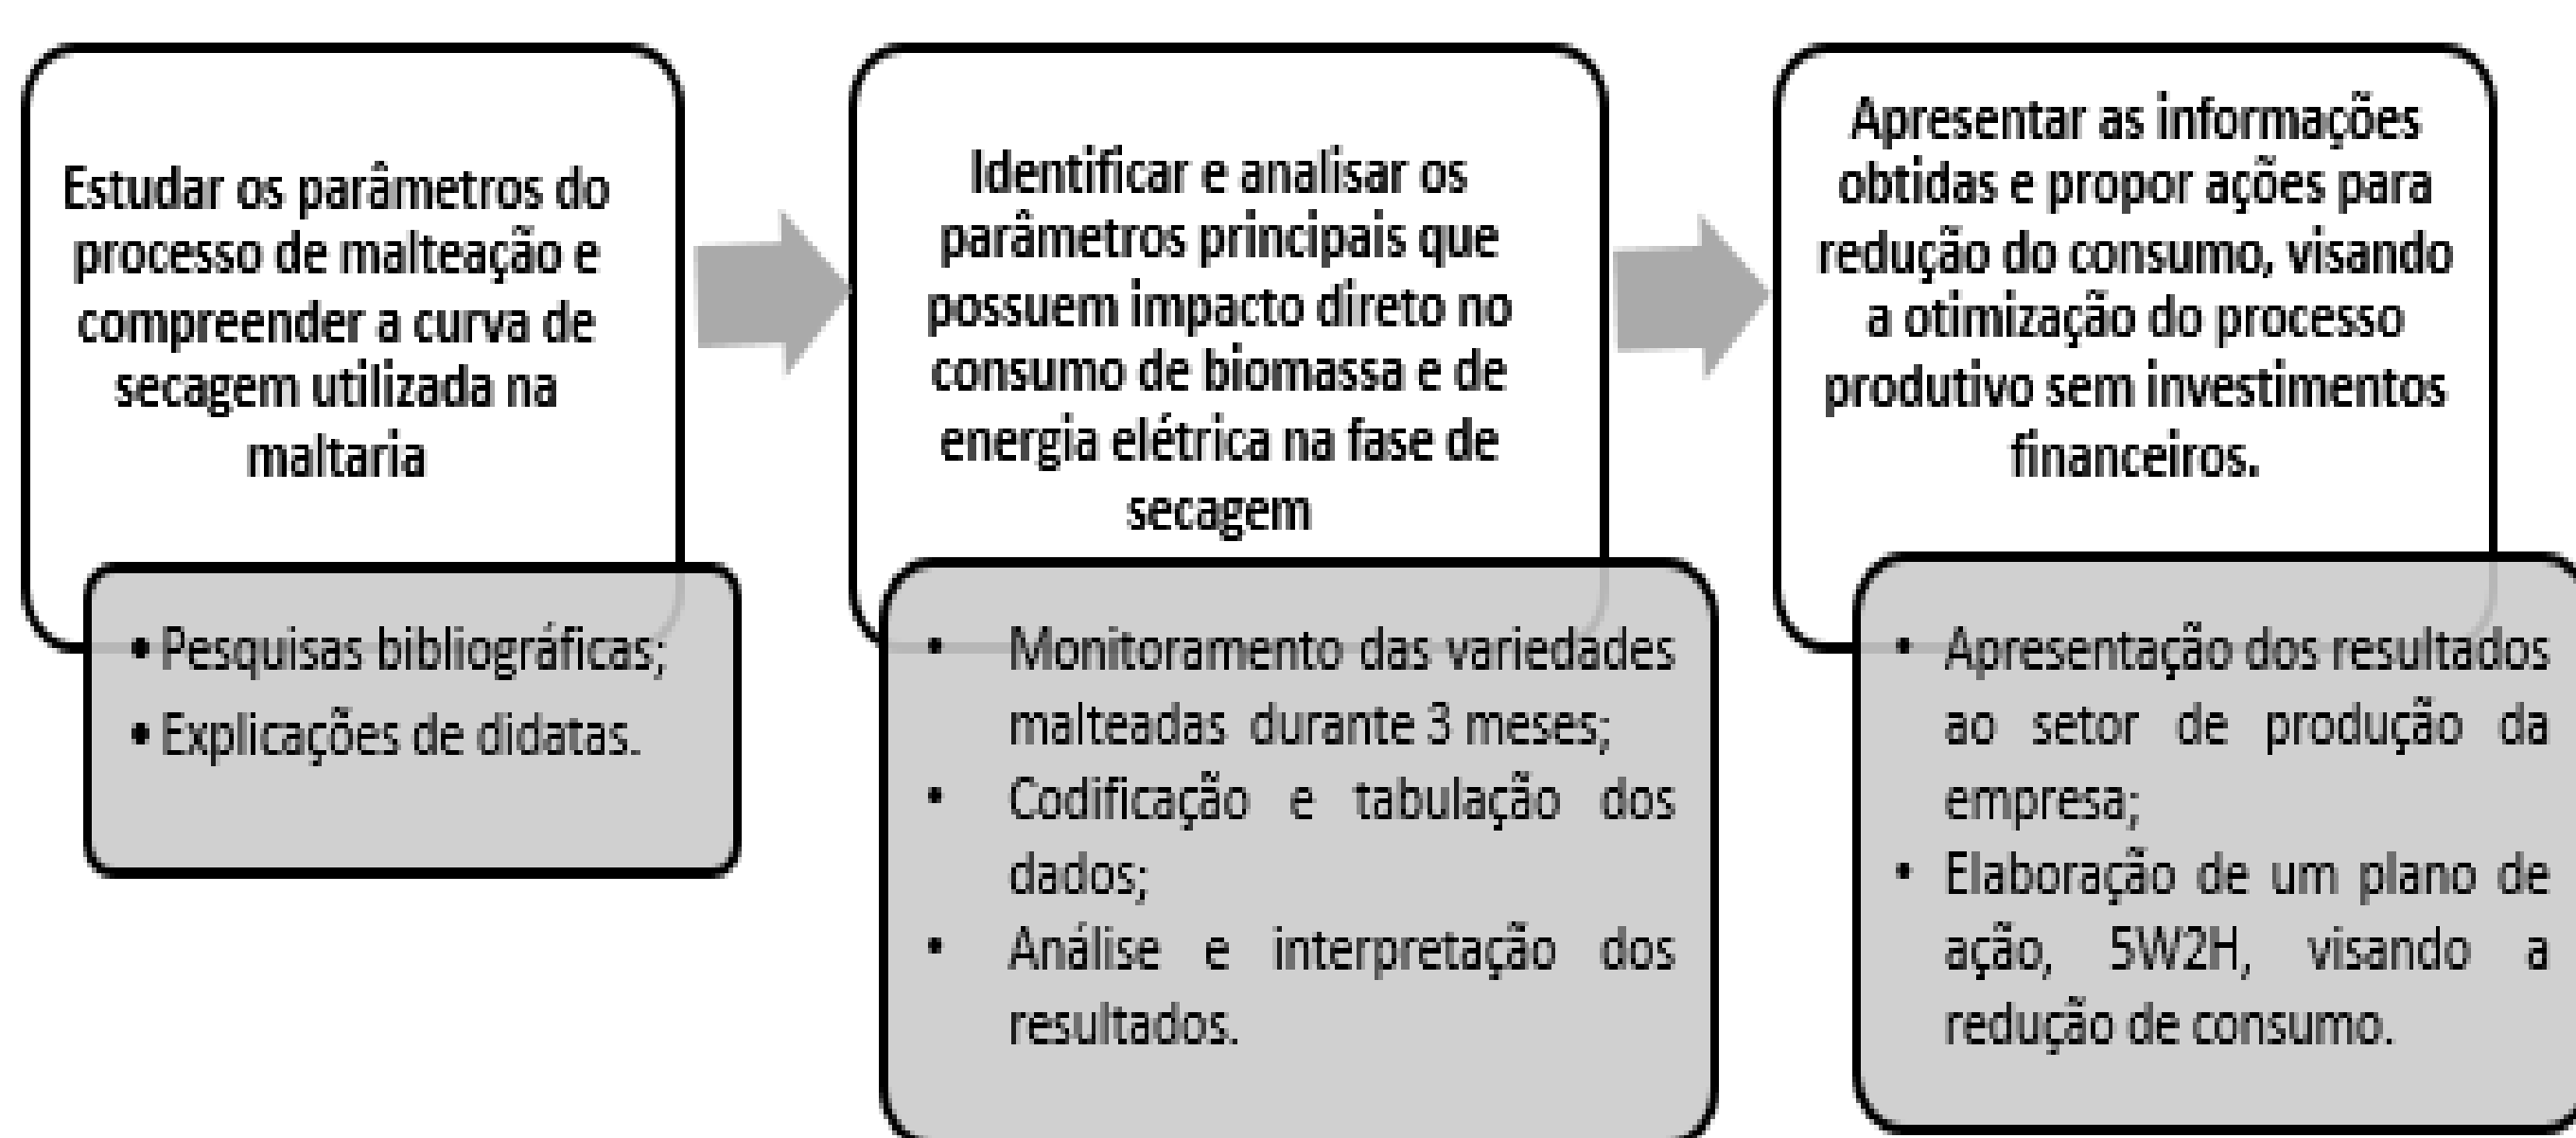 Estudar os parâmetros do
processo de malteação e
compreender a curva de
secagem utilizada na
maltaria
• Pesquisas bibliográficas;
• Explicações de didatas.
Identificar e analisar os
parâmetros principais que
possuem impacto direto no
consumo de biomassa e de
energia elétrica na fase de
secagem
• Monitoramento das variedades
malteadas durante 3 meses;
• Codificação e tabulação dos
dados;
• Análise e interpretação dos
resultados.
Apresentar as informações
obtidas e propor ações para
redução do consumo, visando
a otimização do processo
produtivo sem investimentos
financeiros.
• Apresentação dos resultados
ao setor de produção da
empresa;
• Elaboração de um plano de
ação, 5W2H, visando a
redução de consumo.